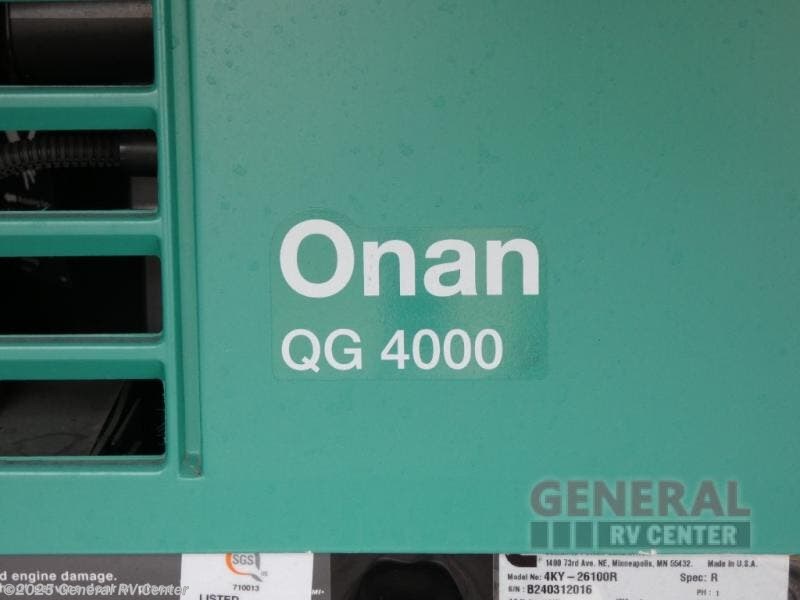 Onan
QG 4000
GENERAL
RV CENTER
SGS
710013
LISTED
engine damage.
1400 73rd Ave. NE, Minneapolis, MN 55432. Made in U.S.A.
Model No: 4KY-26100R Spec: R
S/N: B240312016 PH: 1
©2025 General RV Center